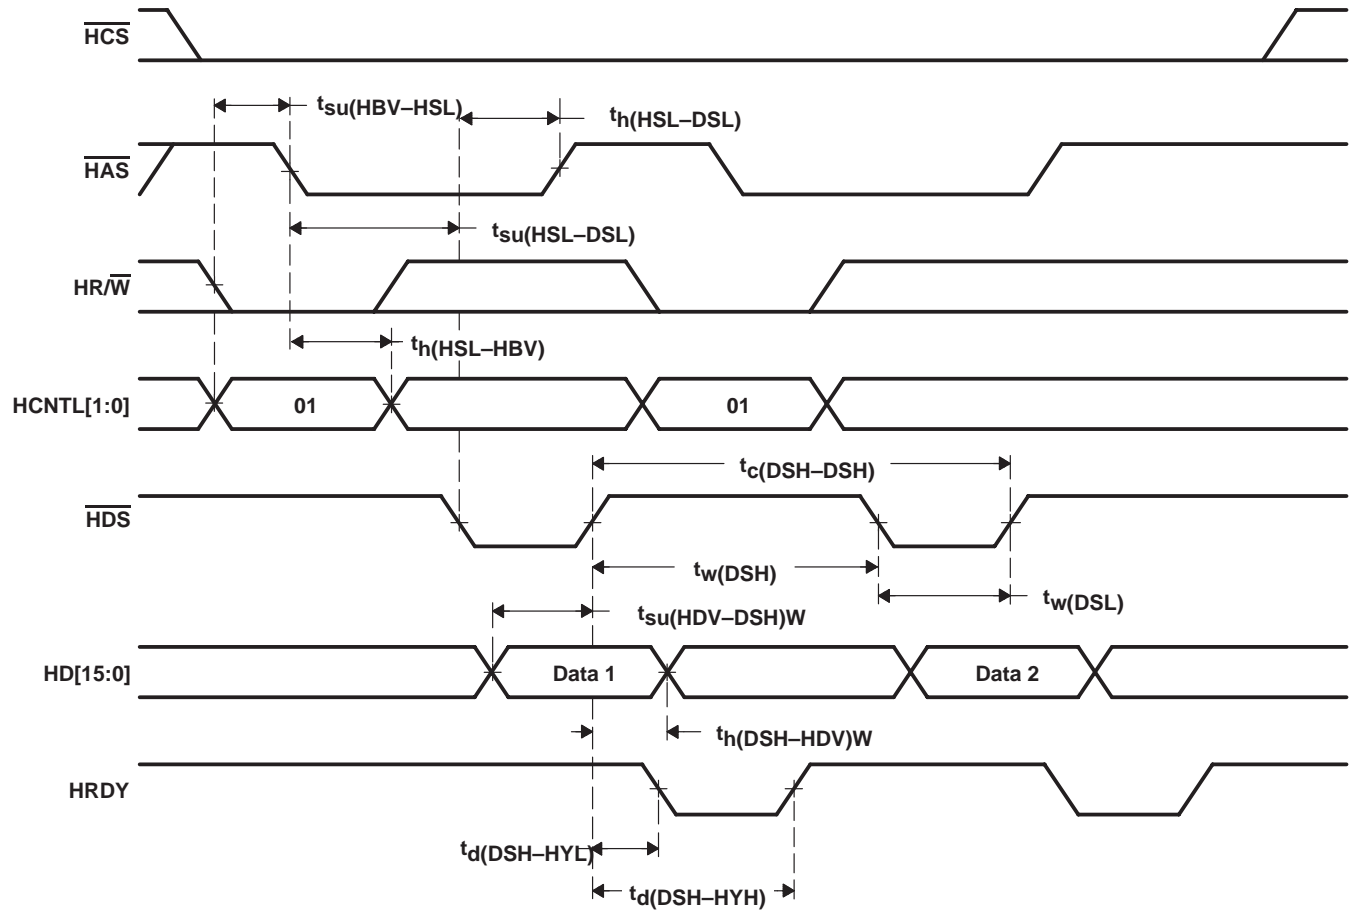 HCS
tsu(HBV–HSL)
th(HSL–DSL)
HAS
tsu(HSL–DSL)
HR/W
th(HSL–HBV)
HCNTL[1:0]
01
01
tc(DSH–DSH)
HDS
tw(DSH)
tw(DSL)
tsu(HDV–DSH)W
HD[15:0]
Data 1
Data 2
th(DSH–HDV)W
HRDY
td(DSH–HYL)
td(DSH–HYH)